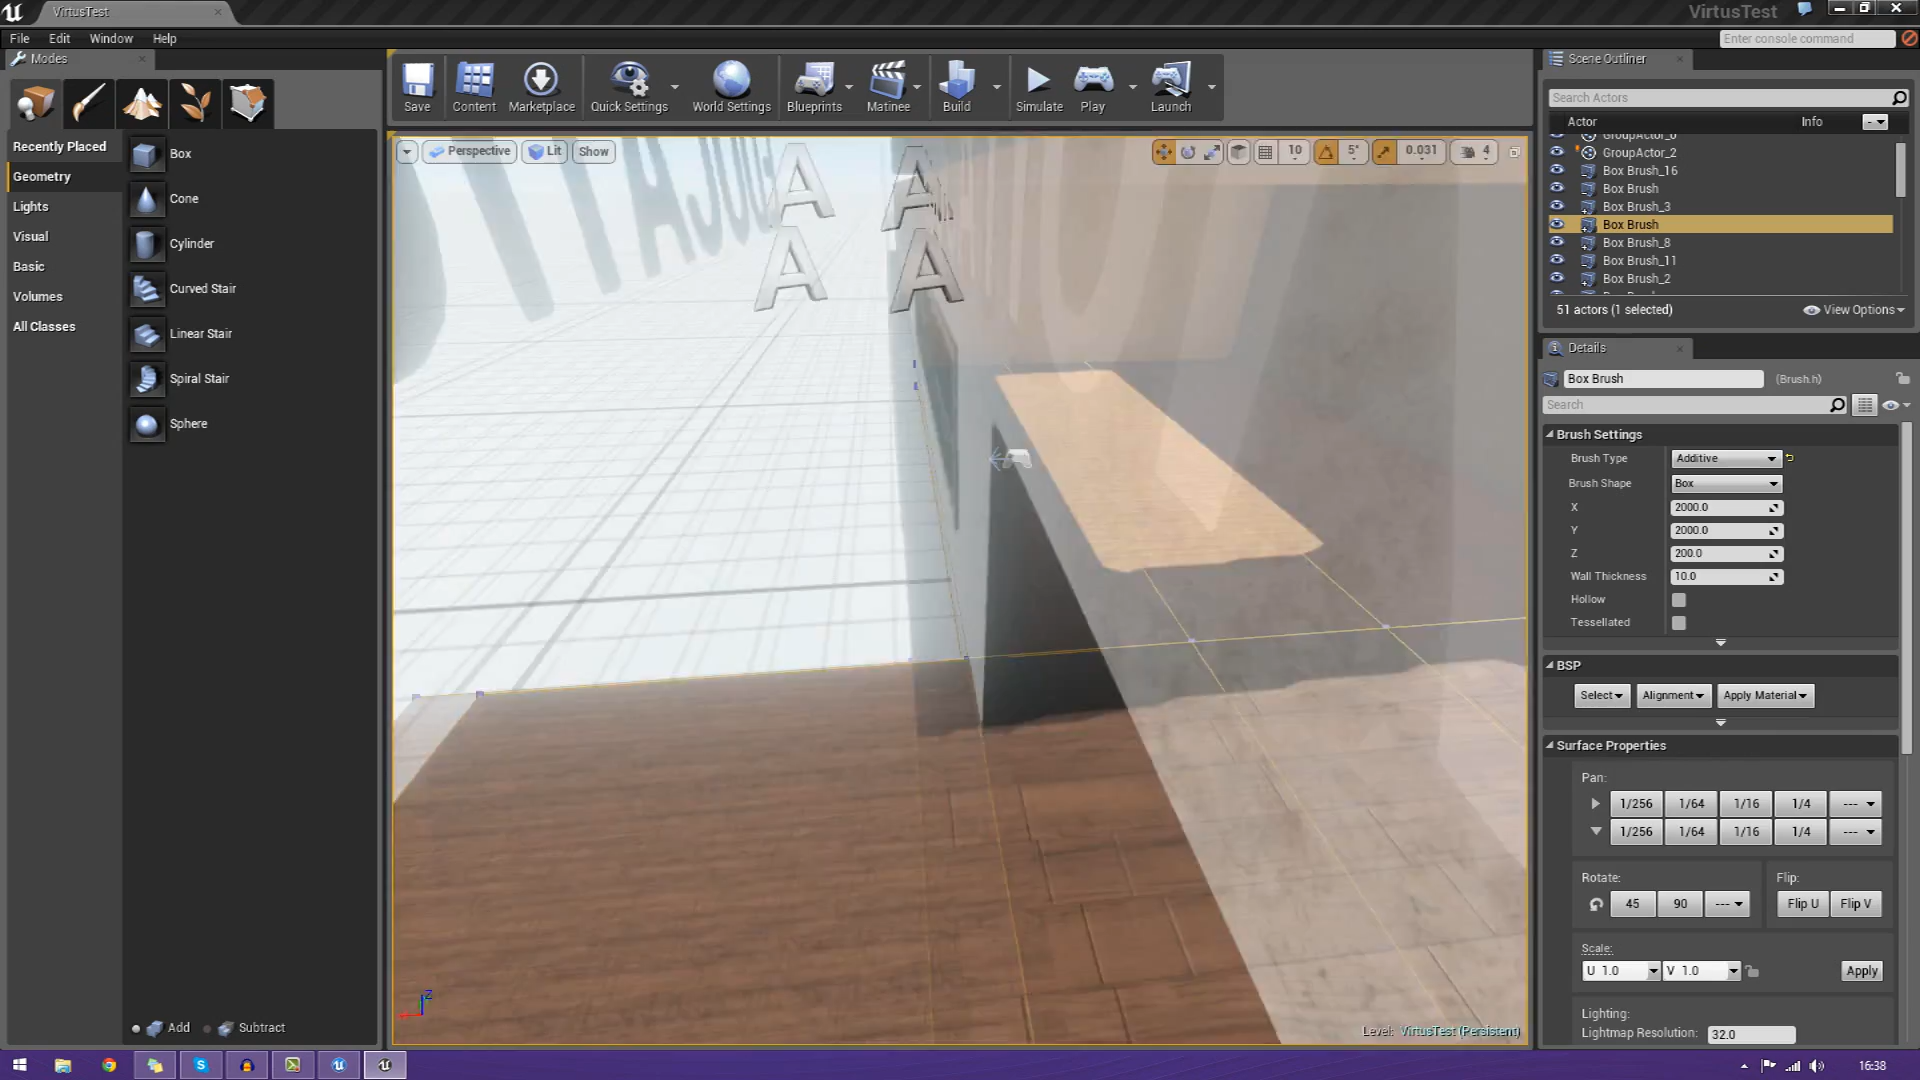 VirtusTest
VirtusTest
File Edit Window Help
Enter console command
Modes
Save Content Marketplace Quick Settings World Settings Blueprints Matinee Build Simulate Play Launch
Scene Outliner
Search Actors
Actor Info
Recently Placed
Geometry
Lights
Visual
Basic
Volumes
All Classes
Box
Cone
Cylinder
Curved Stair
Linear Stair
Spiral Stair
Sphere
Add Subtract
Perspective Lit Show
10 5° 0.031 4
A A
A A
Level: VirtusTest (Persistent)
GroupActor_2
Box Brush_16
Box Brush
Box Brush_3
Box Brush
Box Brush_8
Box Brush_11
Box Brush_2
51 actors (1 selected) View Options
Details
Box Brush (Brush.h)
Search
Brush Settings
Brush Type Additive
Brush Shape Box
X 2000.0
Y 2000.0
Z 200.0
Wall Thickness 10.0
Hollow
Tessellated
BSP
Select Alignment Apply Material
Surface Properties
Pan:
1/256 1/64 1/16 1/4 ---
1/256 1/64 1/16 1/4 ---
Rotate: Flip:
45 90 --- Flip U Flip V
Scale:
U 1.0 V 1.0 Apply
Lighting:
Lightmap Resolution: 32.0
16:38